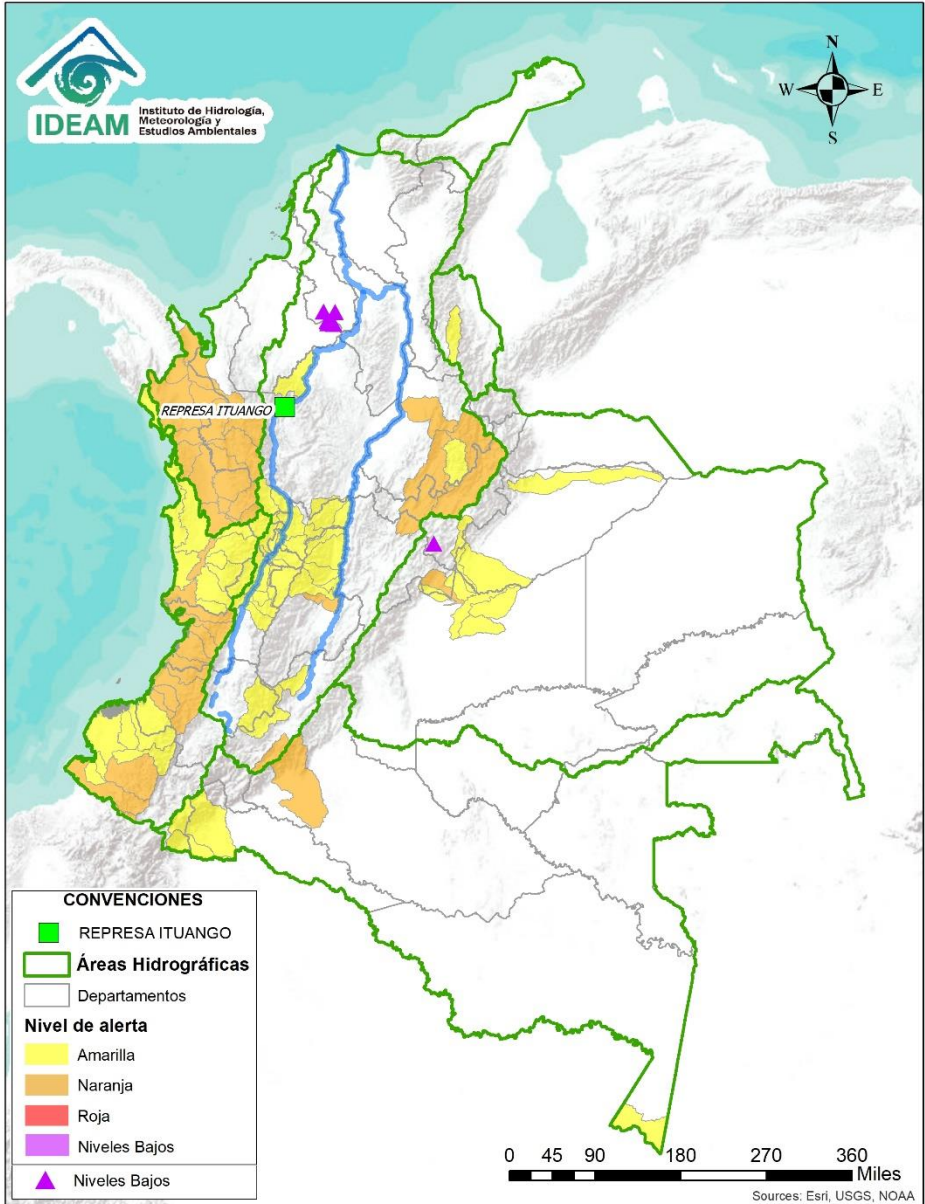 IDEAM
Instituto de Hidrología,
Meteorología y
Estudios Ambientales
N
W E
S
REPRESA ITUANGO
CONVENCIONES
REPRESA ITUANGO
Áreas Hidrográficas
Departamentos
Nivel de alerta
Amarilla
Naranja
Roja
Niveles Bajos
Niveles Bajos
0 45 90 180 270 360
Miles
Sources: Esri, USGS, NOAA